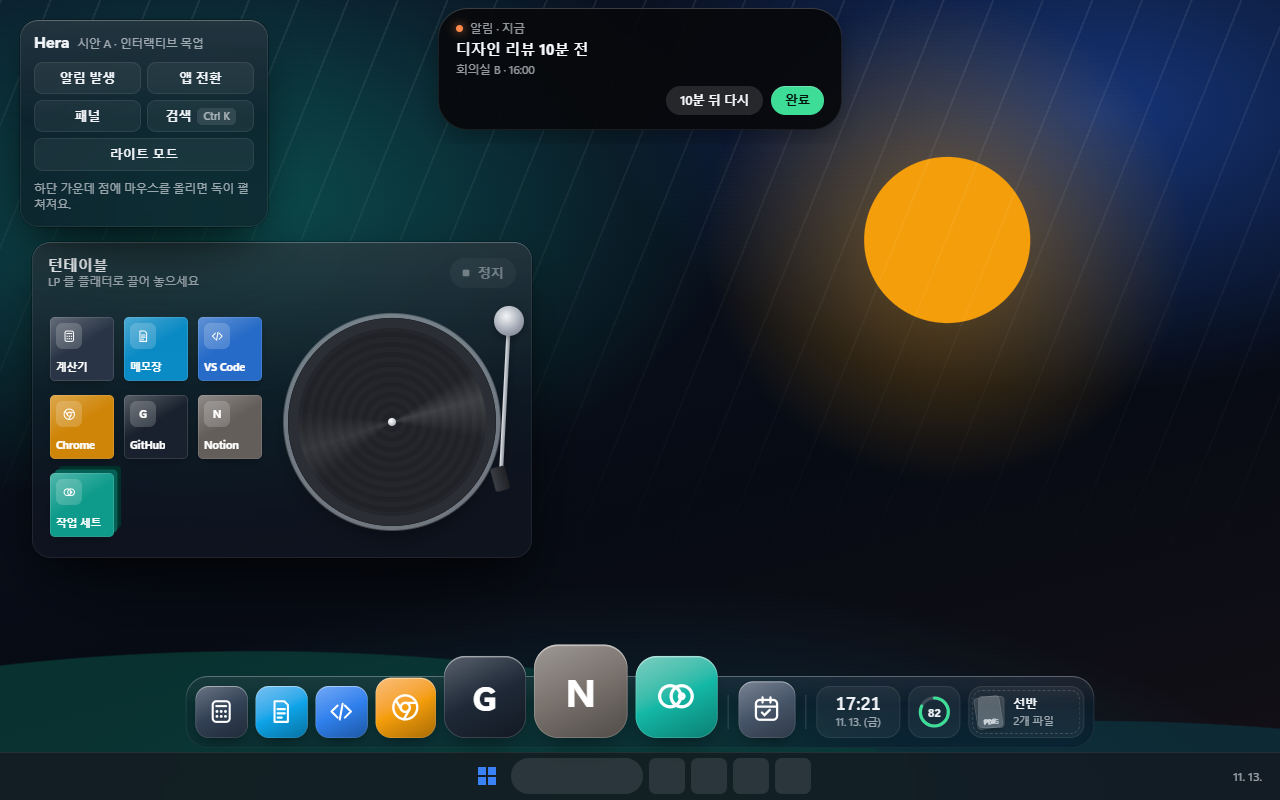 Hera 시안 A · 인터랙티브 목업
알림 발생
앱 전환
패널
검색 Ctrl K
라이트 모드
하단 가운데 점에 마우스를 올리면 독이 펼
쳐져요.
알림 · 지금
디자인 리뷰 10분 전
회의실 B · 16:00
10분 뒤 다시
완료
턴테이블
LP 를 플래터로 끌어 놓으세요
정지
계산기
메모장
VS Code
G
N
Chrome
GitHub
Notion
작업 세트
G
N
17:21
11. 13. (금)
82
PDF
선반
2개 파일
11. 13.